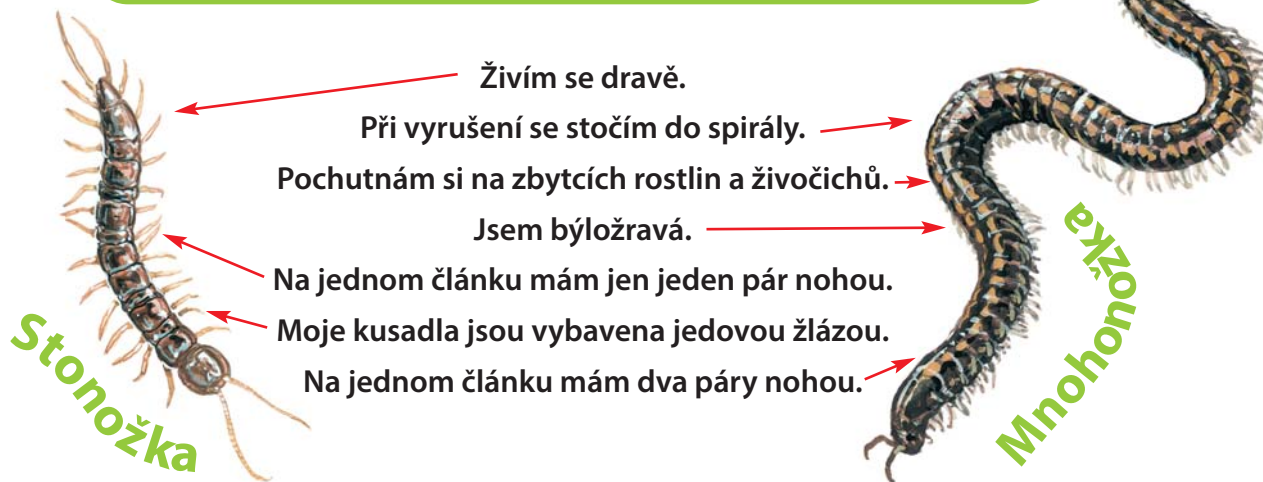 Živím se dravě.
Při vyrušení se stočím do spirály.
Pochutnám si na zbytcích rostlin a živočichů.
Jsem býložravá.
Na jednom článku mám jen jeden pár nohou.
Moje kusadla jsou vybavena jedovou žlázou.
Na jednom článku mám dva páry nohou.
Stonožka
Mnohonožka